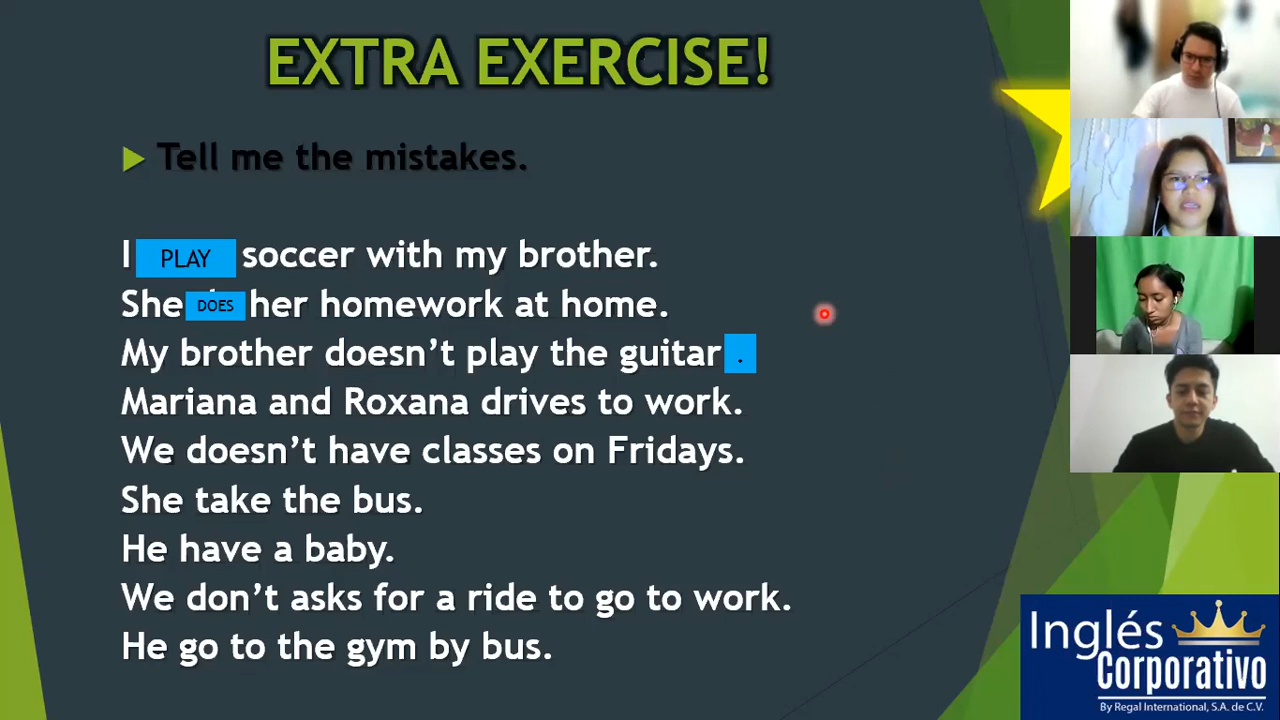 EXTRA EXERCISE!
Tell me the mistakes.
I PLAY soccer with my brother.
She DOES her homework at home.
My brother doesn't play the guitar .
Mariana and Roxana drives to work.
We doesn't have classes on Fridays.
She take the bus.
He have a baby.
We don't asks for a ride to go to work.
He go to the gym by bus.
Inglés
Corporativo
By Regal International, S.A. de C.V.